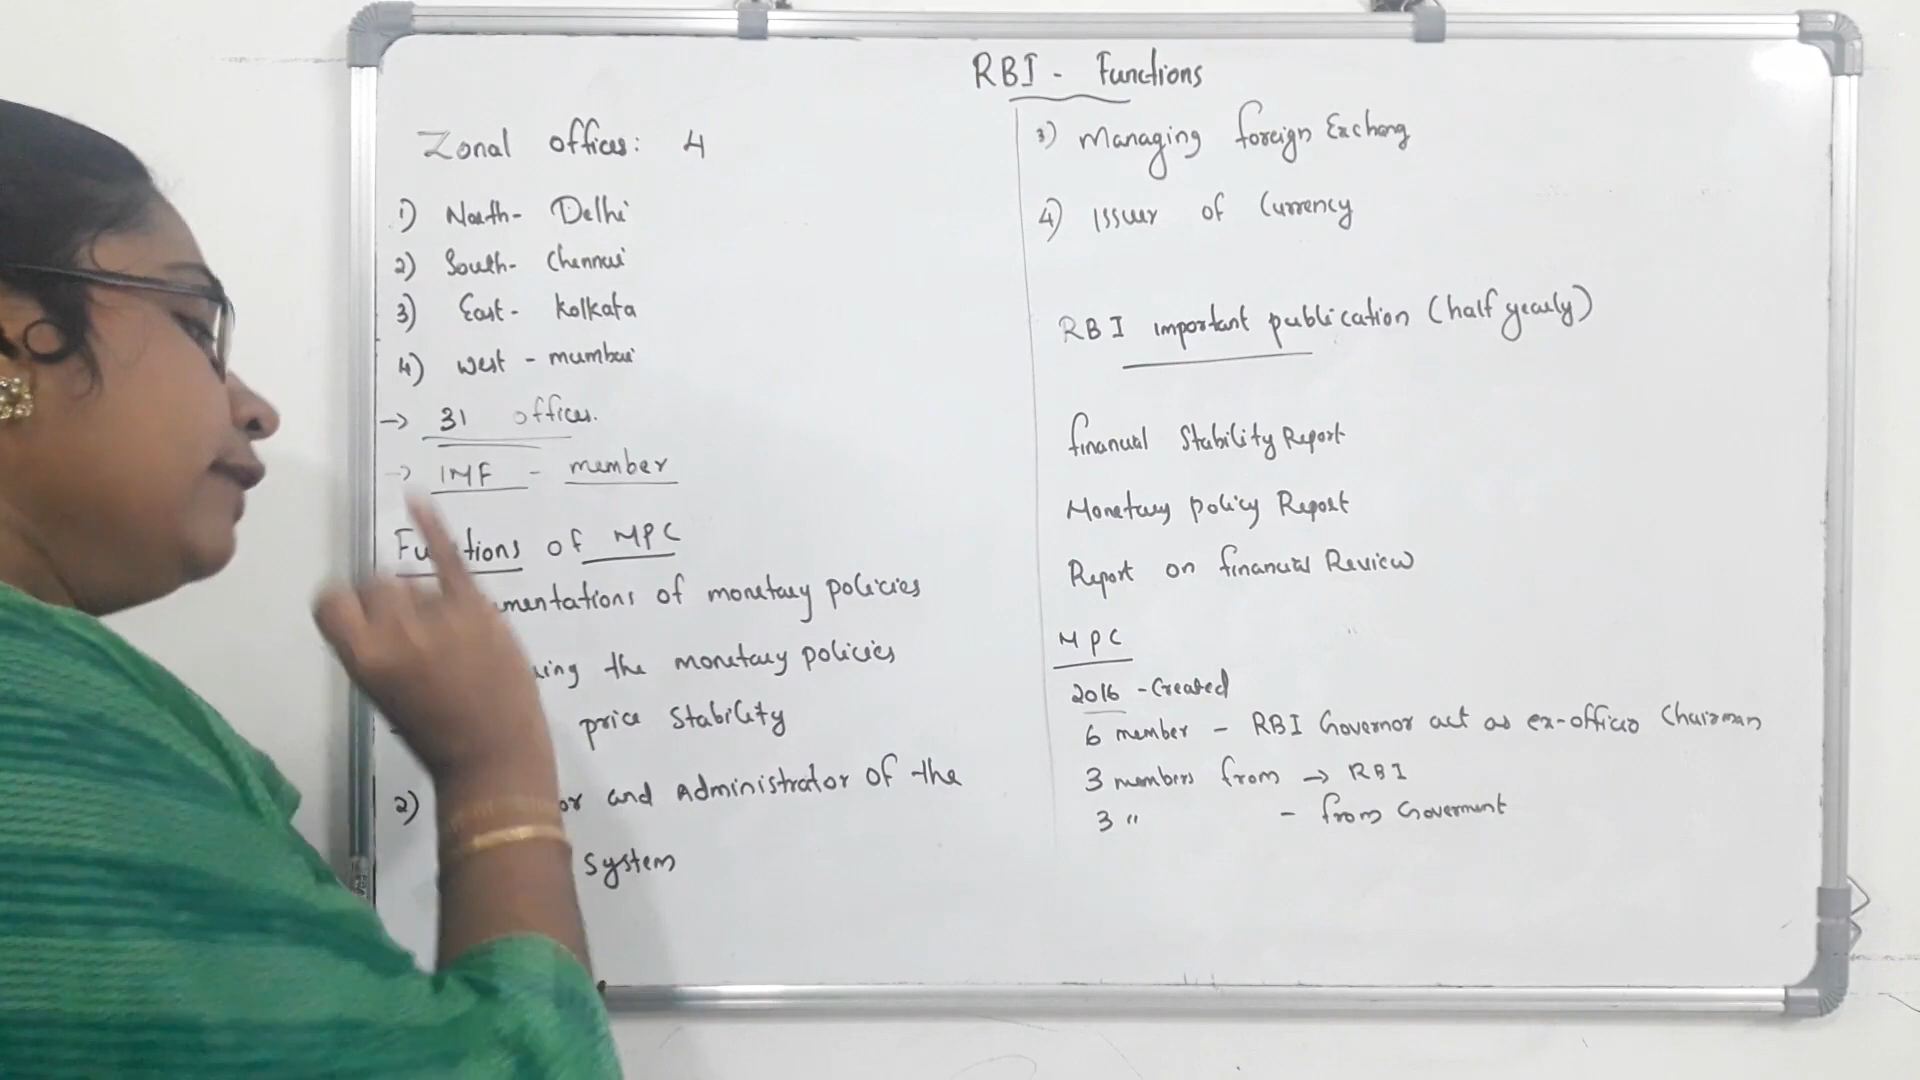 RBI - Functions
Zonal offices: 4
1) North- Delhi
2) South- Chennai
3) East- Kolkata
4) West - mumbai
→ 31 offices.
→ IMF - member
Functions of MPC
mentations of monetary policies
the monetary policies
price Stability
2) or and Administrator of the
System
3) Managing foreign Exchang
4) Issuer of Currency
RBI important publication (half yearly)
financial Stability Report
Monetary policy Report
Report on financial Review
MPC
2016 - Created
6 member - RBI Governor act as ex-officio Chairman
3 members from → RBI
3 " - from Goverment